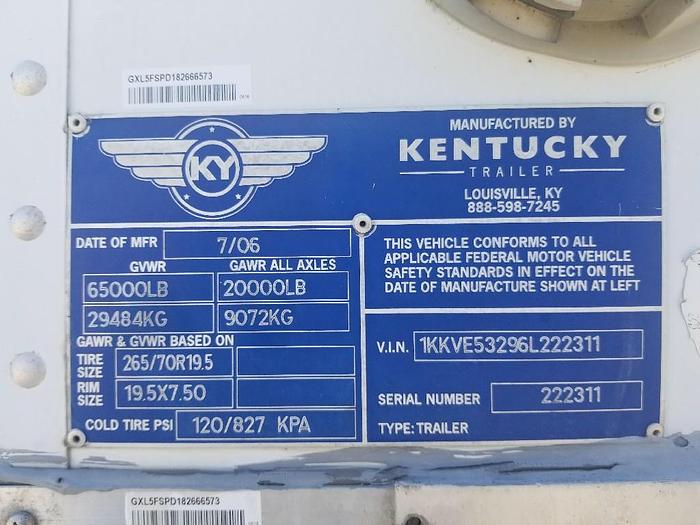 GXL5FSPD182666573
KY
MANUFACTURED BY
KENTUCKY
TRAILER
LOUISVILLE, KY
888-598-7245
DATE OF MFR 7/06
GVWR GAWR ALL AXLES
65000LB 20000LB
29484KG 9072KG
GAWR & GVWR BASED ON
TIRE SIZE 265/70R19.5
RIM SIZE 19.5X7.50
COLD TIRE PSI 120/827 KPA
THIS VEHICLE CONFORMS TO ALL
APPLICABLE FEDERAL MOTOR VEHICLE
SAFETY STANDARDS IN EFFECT ON THE
DATE OF MANUFACTURE SHOWN AT LEFT
V.I.N. 1KKVE53296L222311
SERIAL NUMBER 222311
TYPE: TRAILER
GXL5FSPD182666573